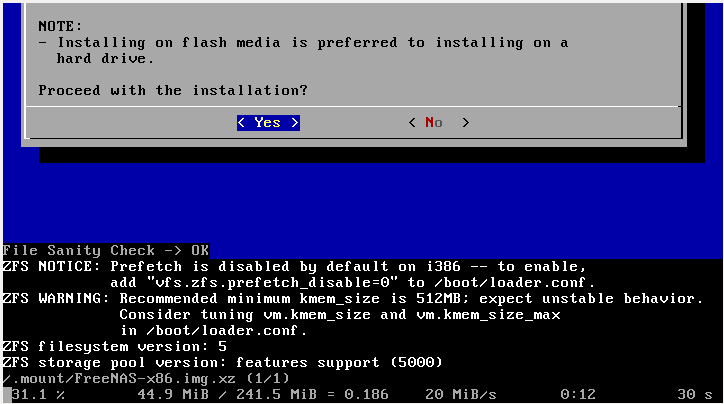 NOTE:
- Installing on flash media is preferred to installing on a
hard drive.
Proceed with the installation?
< Yes > < No >
File Sanity Check -> OK
ZFS NOTICE: Prefetch is disabled by default on i386 -- to enable,
add "vfs.zfs.prefetch_disable=0" to /boot/loader.conf.
ZFS WARNING: Recommended minimum kmem_size is 512MB; expect unstable behavior.
Consider tuning vm.kmem_size and vm.kmem_size_max
in /boot/loader.conf.
ZFS filesystem version: 5
ZFS storage pool version: features support (5000)
/.mount/FreeNAS-x86.img.xz (1/1)
31.1 % 44.9 MiB / 241.5 MiB = 0.186 20 MiB/s 0:12 30 s